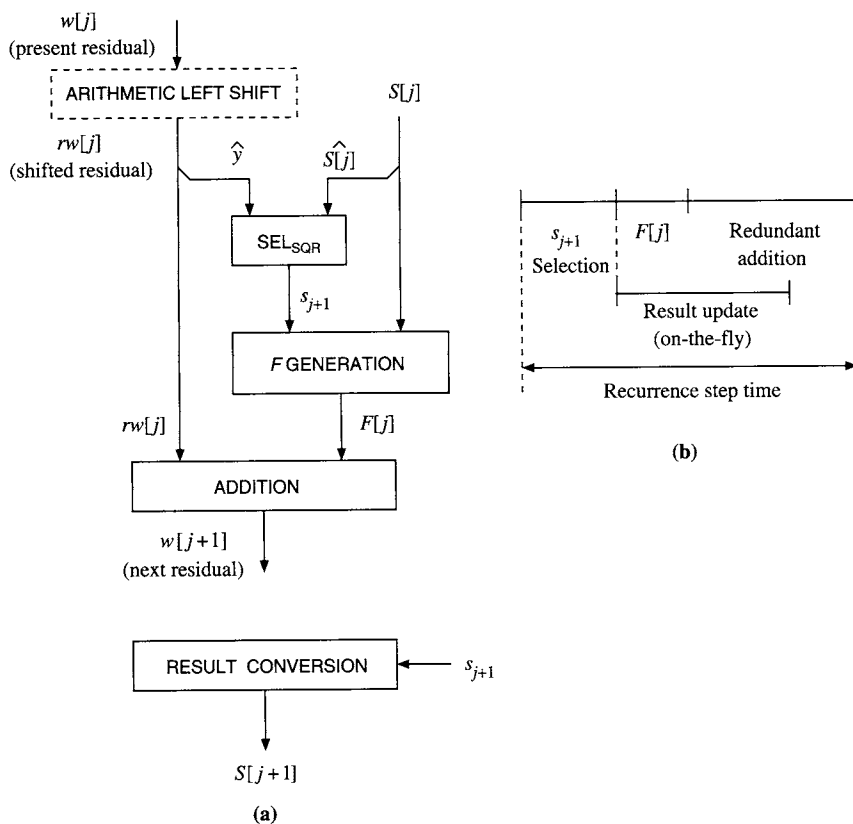 w[j]
(present residual)
ARITHMETIC LEFT SHIFT
S[j]
rw[j]
(shifted residual)
ŷ
Ŝ[j]
SEL_SQR
s_{j+1}
F GENERATION
rw[j]
F[j]
ADDITION
w[j+1]
(next residual)
RESULT CONVERSION
s_{j+1}
S[j+1]
(a)
s_{j+1}
Selection
F[j]
Redundant
addition
Result update
(on-the-fly)
Recurrence step time
(b)